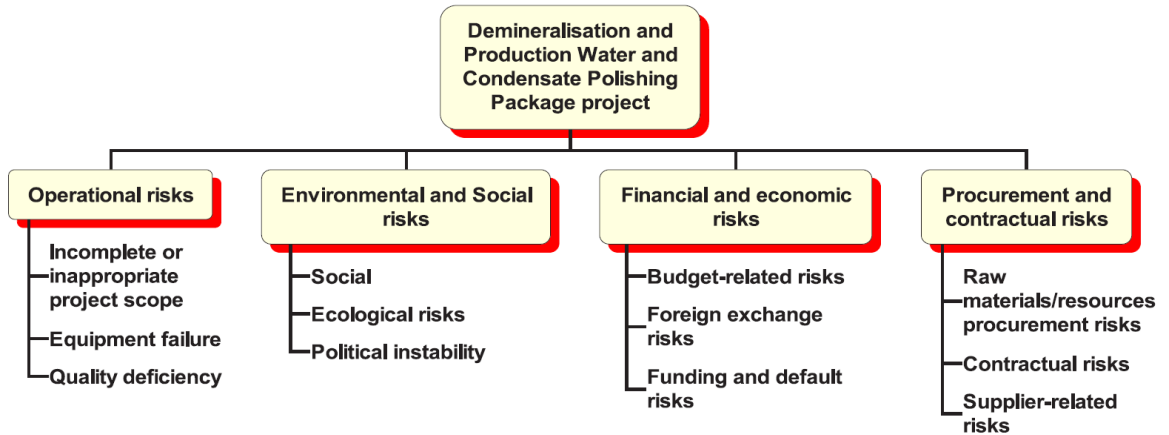 Demineralisation and
Production Water and
Condensate Polishing
Package project
Operational risks
Incomplete or
inappropriate
project scope
Equipment failure
Quality deficiency
Environmental and Social
risks
Social
Ecological risks
Political instability
Financial and economic
risks
Budget-related risks
Foreign exchange
risks
Funding and default
risks
Procurement and
contractual risks
Raw
materials/resources
procurement risks
Contractual risks
Supplier-related
risks